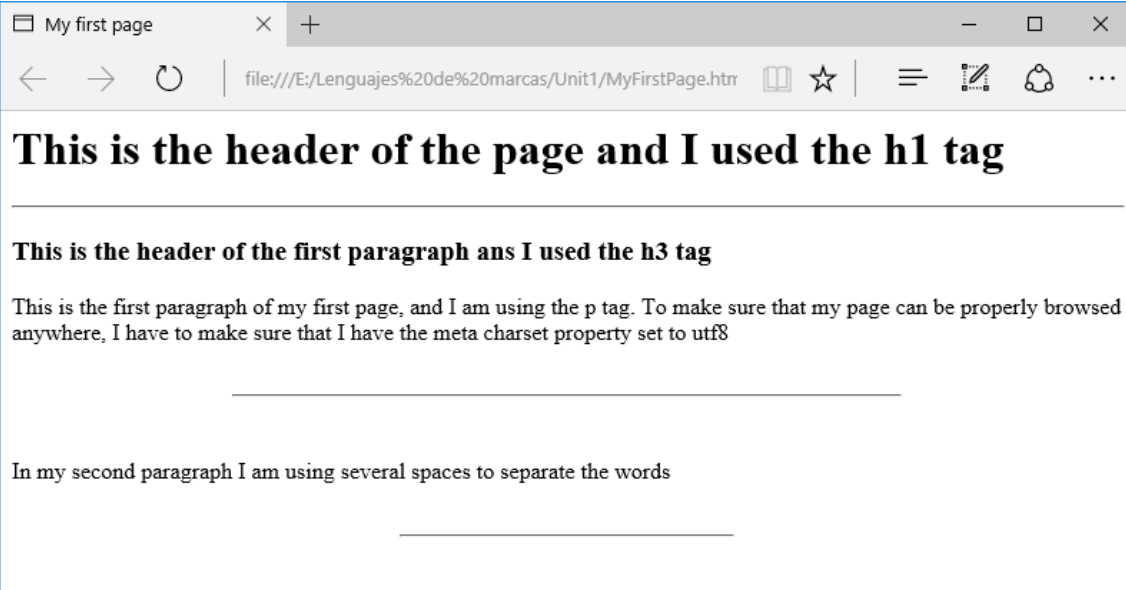 My first page
file:///E:/Lenguajes%20de%20marcas/Unit1/MyFirstPage.htm
This is the header of the page and I used the h1 tag
This is the header of the first paragraph ans I used the h3 tag
This is the first paragraph of my first page, and I am using the p tag. To make sure that my page can be properly browsed
anywhere, I have to make sure that I have the meta charset property set to utf8
In my second paragraph I am using several spaces to separate the words